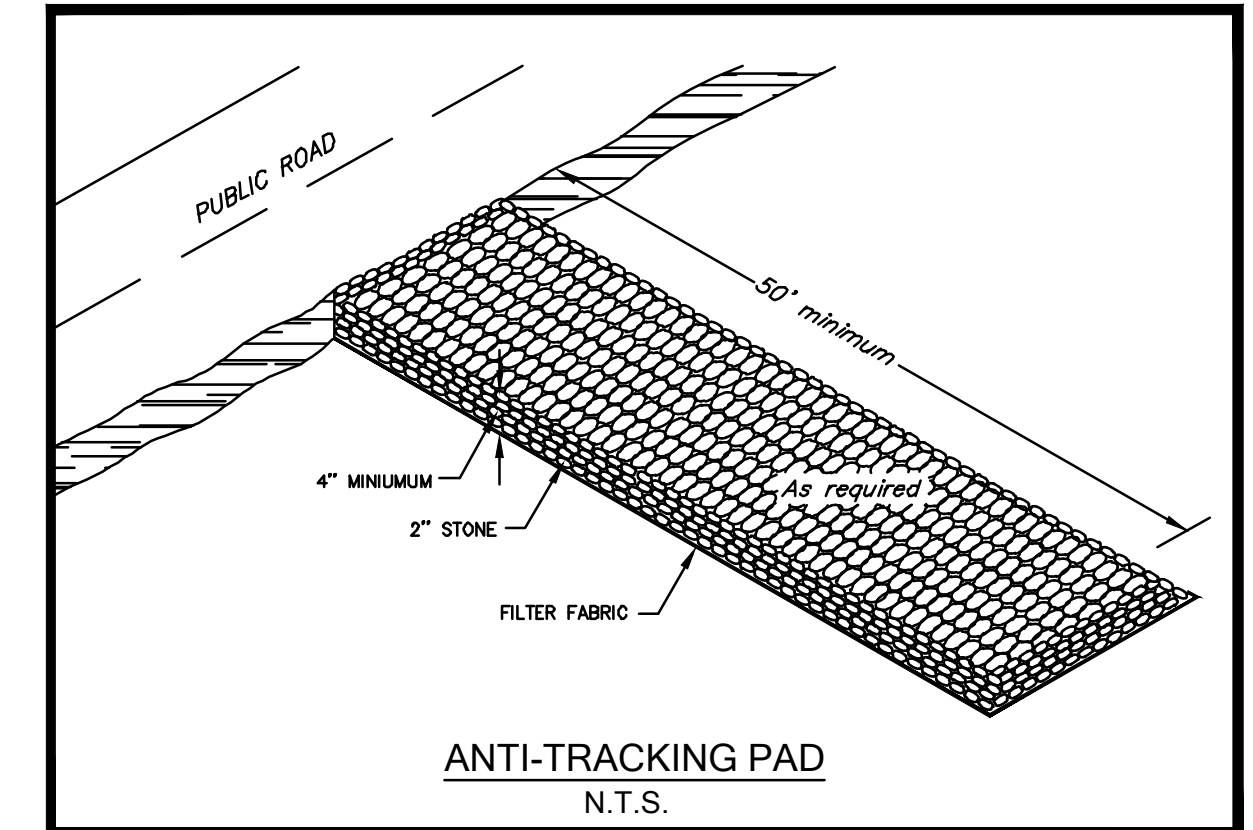 PUBLIC ROAD
50' minimum
4" MINIUMUM
As required
2" STONE
FILTER FABRIC
ANTI-TRACKING PAD
N.T.S.